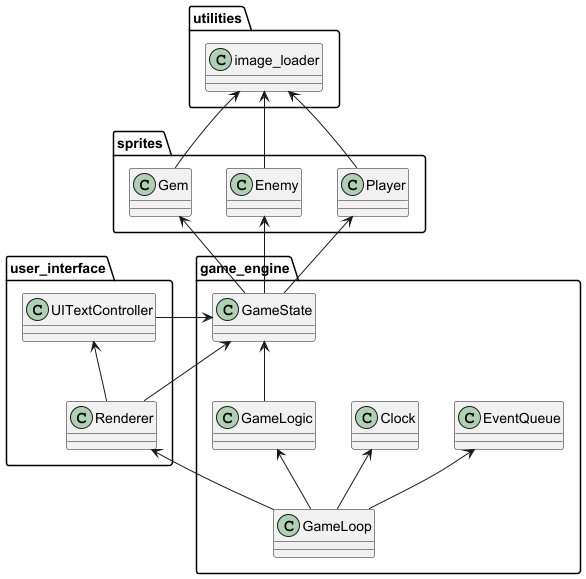 utilities
C image_loader
sprites
C Gem
C Enemy
C Player
user_interface
game_engine
C UITextController
C GameState
C Renderer
C GameLogic
C Clock
C EventQueue
C GameLoop